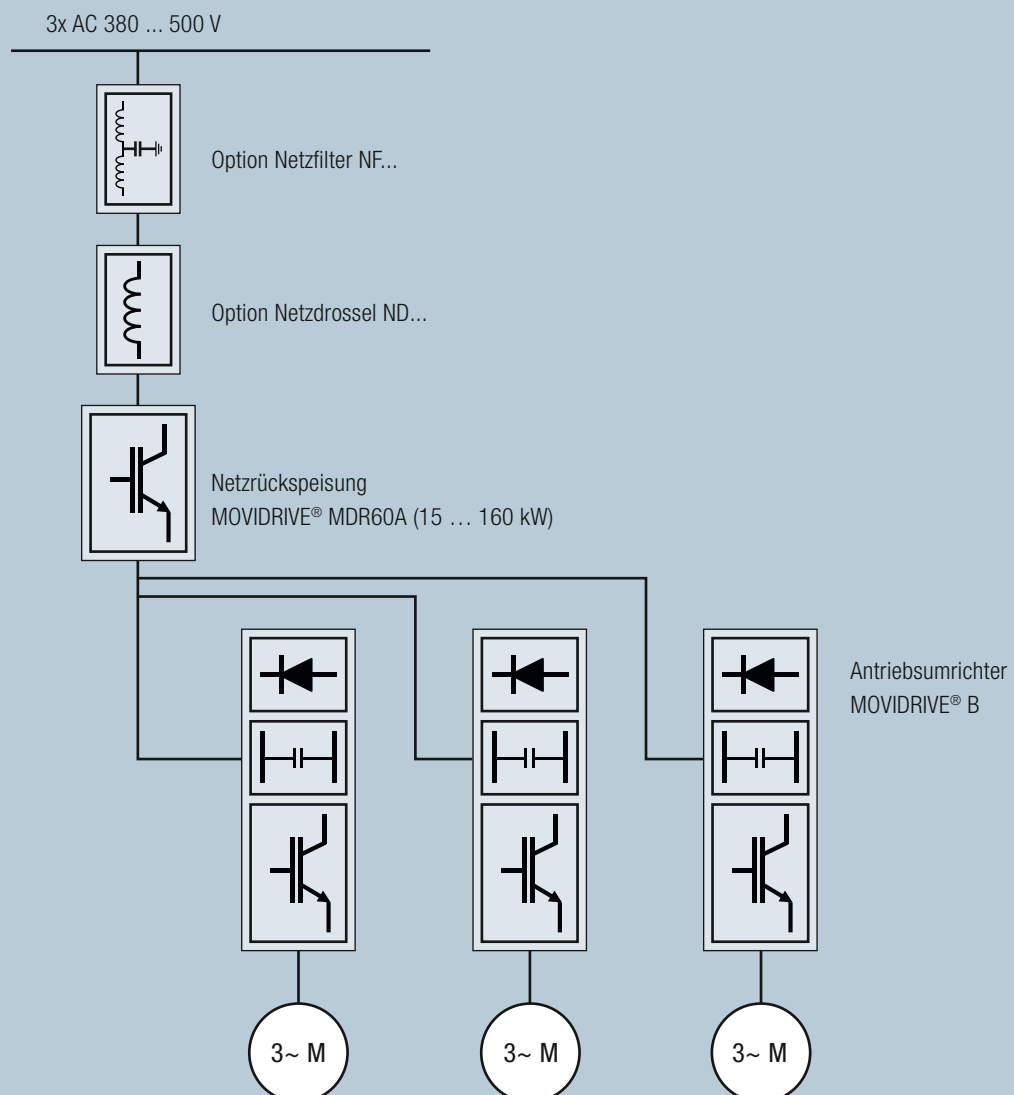 3x AC 380 ... 500 V
Option Netzfilter NF...
Option Netzdrossel ND...
Netzrückspeisung
MOVIDRIVE® MDR60A (15 … 160 kW)
Antriebsumrichter
MOVIDRIVE® B
3~ M
3~ M
3~ M